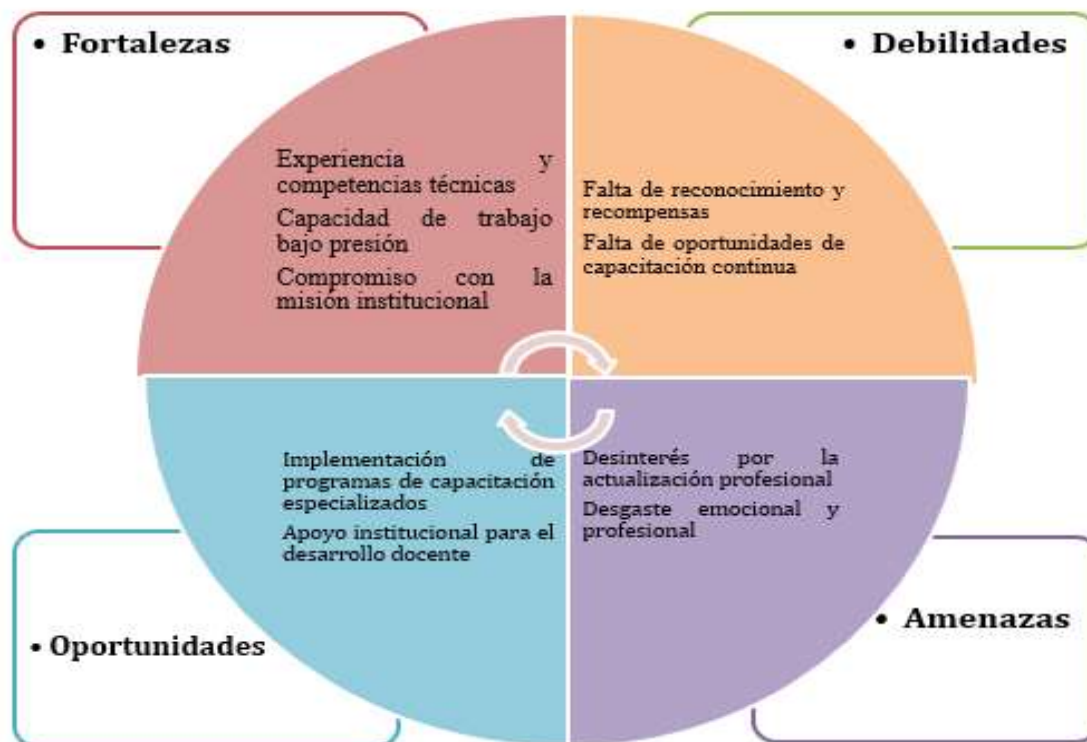 • Fortalezas
Experiencia y
competencias técnicas
Capacidad de trabajo
bajo presión
Compromiso con la
misión institucional
• Debilidades
Falta de reconocimiento y
recompensas
Falta de oportunidades de
capacitación continua
Implementación de
programas de capacitación
especializados
Apoyo institucional para el
desarrollo docente
• Oportunidades
Desinterés por la
actualización profesional
Desgaste emocional y
profesional
• Amenazas